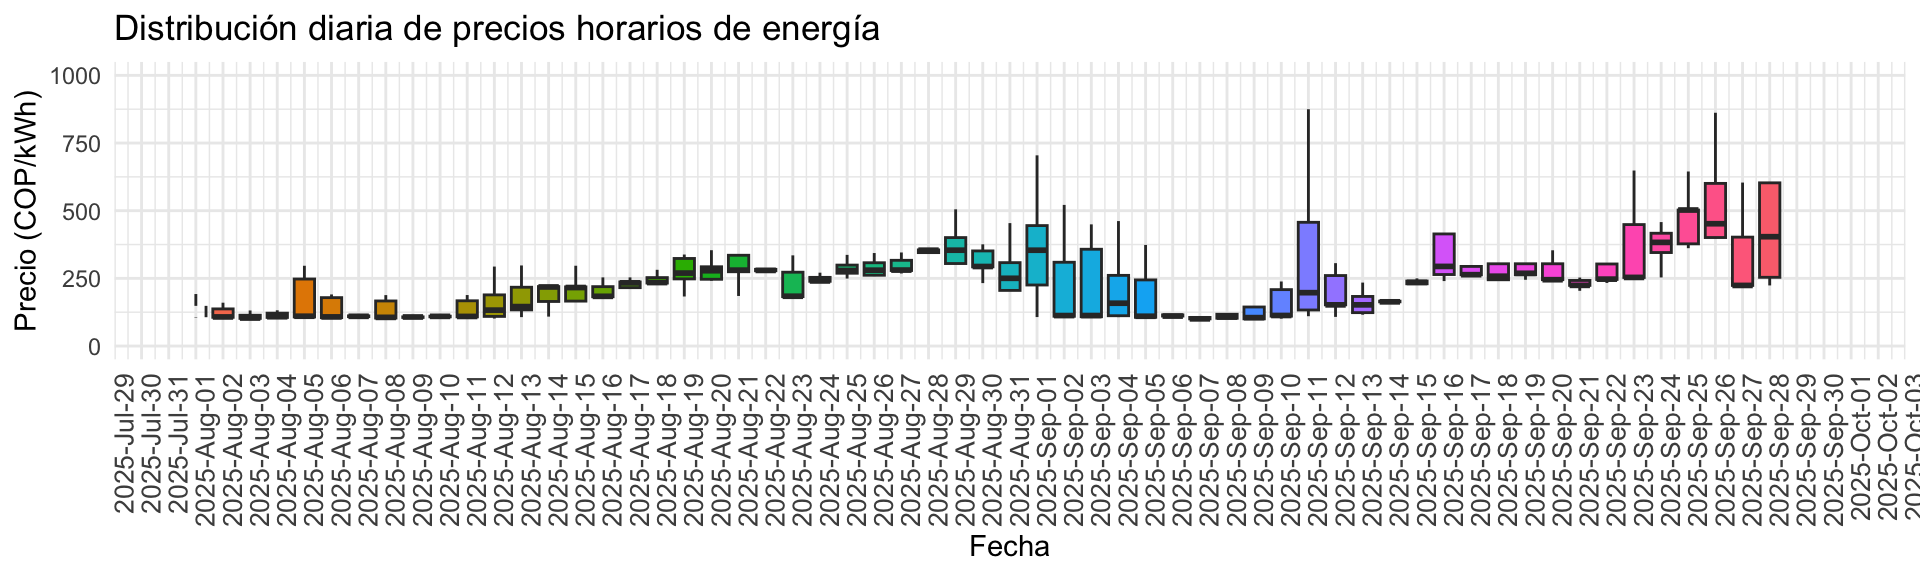 Distribución diaria de precios horarios de energía
Precio (COP/kWh)
1000
750
500
250
0
2025-Jul-29
2025-Jul-30
2025-Jul-31
2025-Aug-01
2025-Aug-02
2025-Aug-03
2025-Aug-04
2025-Aug-05
2025-Aug-06
2025-Aug-07
2025-Aug-08
2025-Aug-09
2025-Aug-10
2025-Aug-11
2025-Aug-12
2025-Aug-13
2025-Aug-14
2025-Aug-15
2025-Aug-16
2025-Aug-17
2025-Aug-18
2025-Aug-19
2025-Aug-20
2025-Aug-21
2025-Aug-22
2025-Aug-23
2025-Aug-24
2025-Aug-25
2025-Aug-26
2025-Aug-27
2025-Aug-28
2025-Aug-29
2025-Aug-30
2025-Aug-31
2025-Sep-01
2025-Sep-02
2025-Sep-03
2025-Sep-04
2025-Sep-05
2025-Sep-06
2025-Sep-07
2025-Sep-08
2025-Sep-09
2025-Sep-10
2025-Sep-11
2025-Sep-12
2025-Sep-13
2025-Sep-14
2025-Sep-15
2025-Sep-16
2025-Sep-17
2025-Sep-18
2025-Sep-19
2025-Sep-20
2025-Sep-21
2025-Sep-22
2025-Sep-23
2025-Sep-24
2025-Sep-25
2025-Sep-26
2025-Sep-27
2025-Sep-28
2025-Sep-29
2025-Sep-30
2025-Oct-01
2025-Oct-02
2025-Oct-03
Fecha